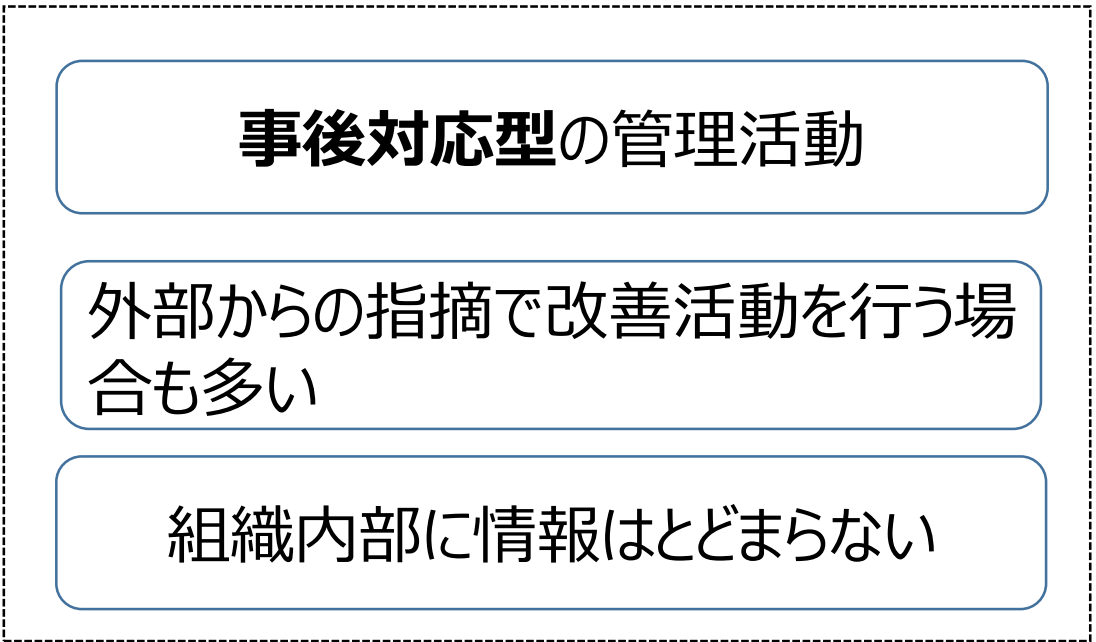 事後対応型の管理活動
外部からの指摘で改善活動を行う場
合も多い
組織内部に情報はとどまらない